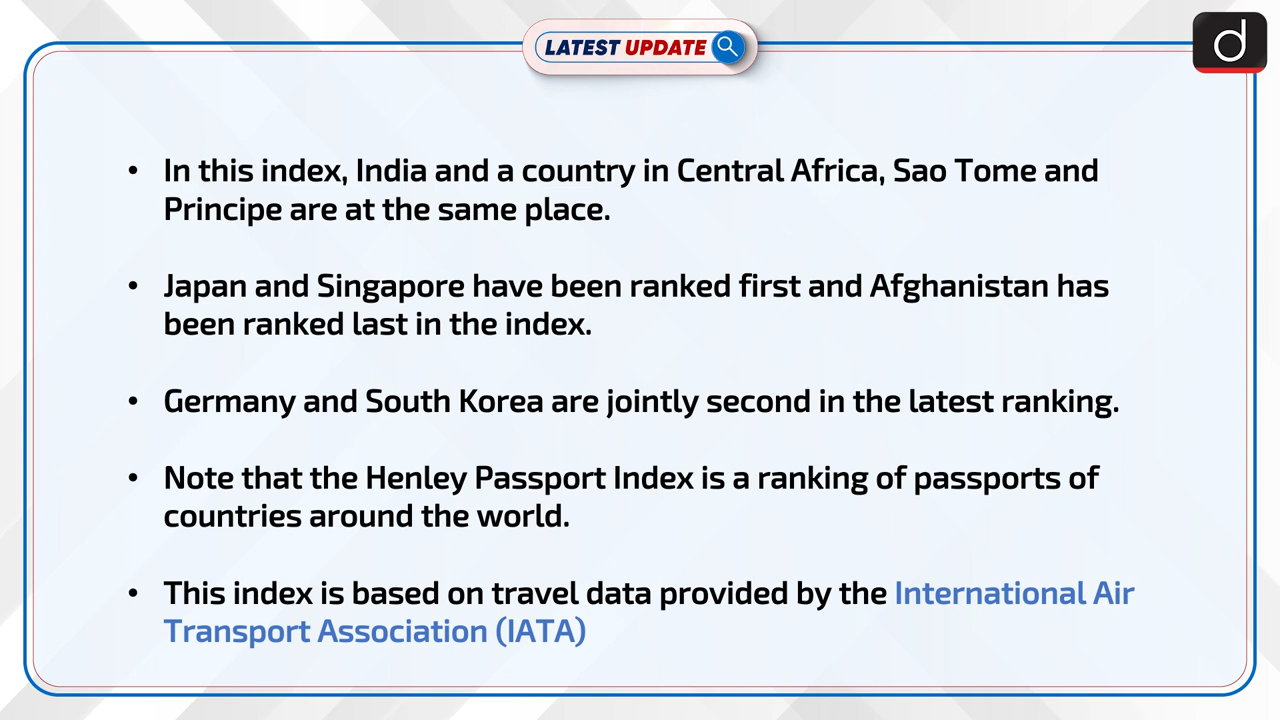 LATEST UPDATE
d
• In this index, India and a country in Central Africa, Sao Tome and
Principe are at the same place.
• Japan and Singapore have been ranked first and Afghanistan has
been ranked last in the index.
• Germany and South Korea are jointly second in the latest ranking.
• Note that the Henley Passport Index is a ranking of passports of
countries around the world.
• This index is based on travel data provided by the International Air
Transport Association (IATA)